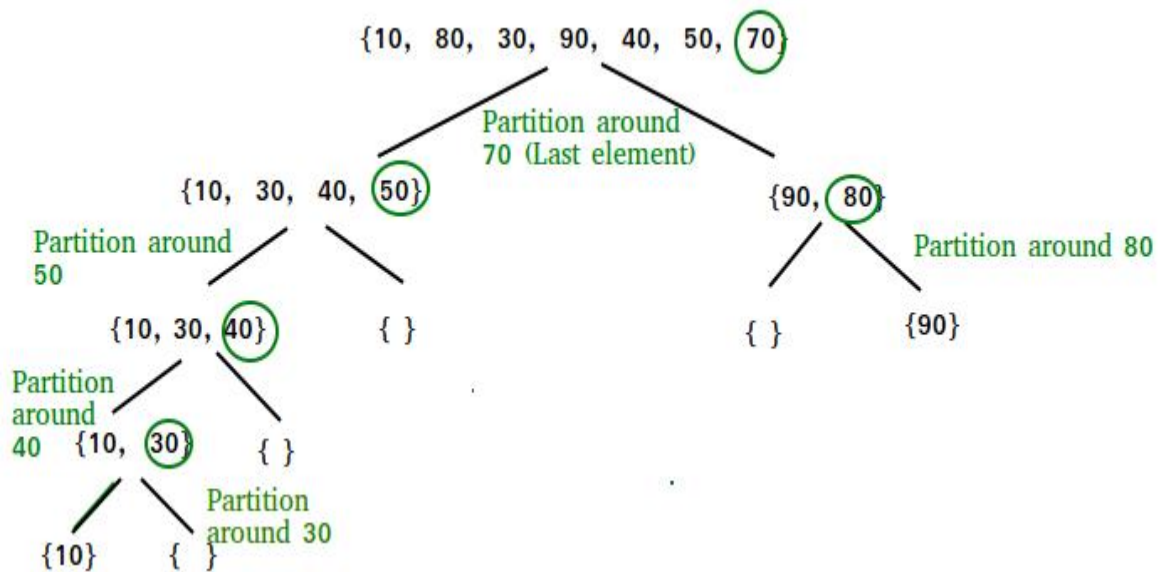 {10, 80, 30, 90, 40, 50, 70}
Partition around
70 (Last element)
{10, 30, 40, 50}
{90, 80}
Partition around
50
Partition around 80
{10, 30, 40}
{ }
{ }
{90}
Partition
around
40
{10, 30}
{ }
Partition
around 30
{10}
{ }